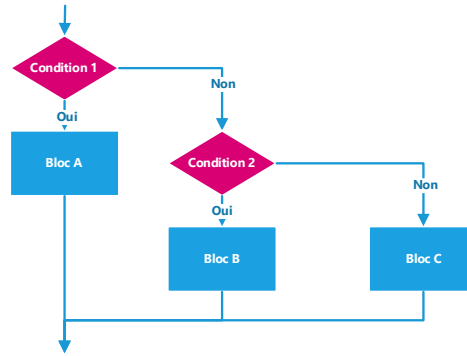 Condition 1
Non
Oui
Bloc A
Condition 2
Non
Oui
Bloc B
Bloc C